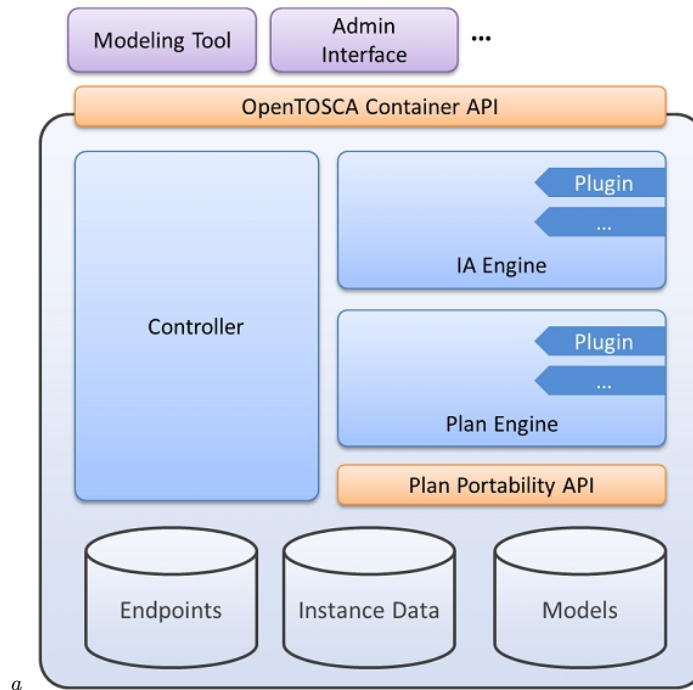 Modeling Tool
Admin
Interface
...
OpenTOSCA Container API
Controller
Plugin
...
IA Engine
Plugin
...
Plan Engine
Plan Portability API
Endpoints
Instance Data
Models
a